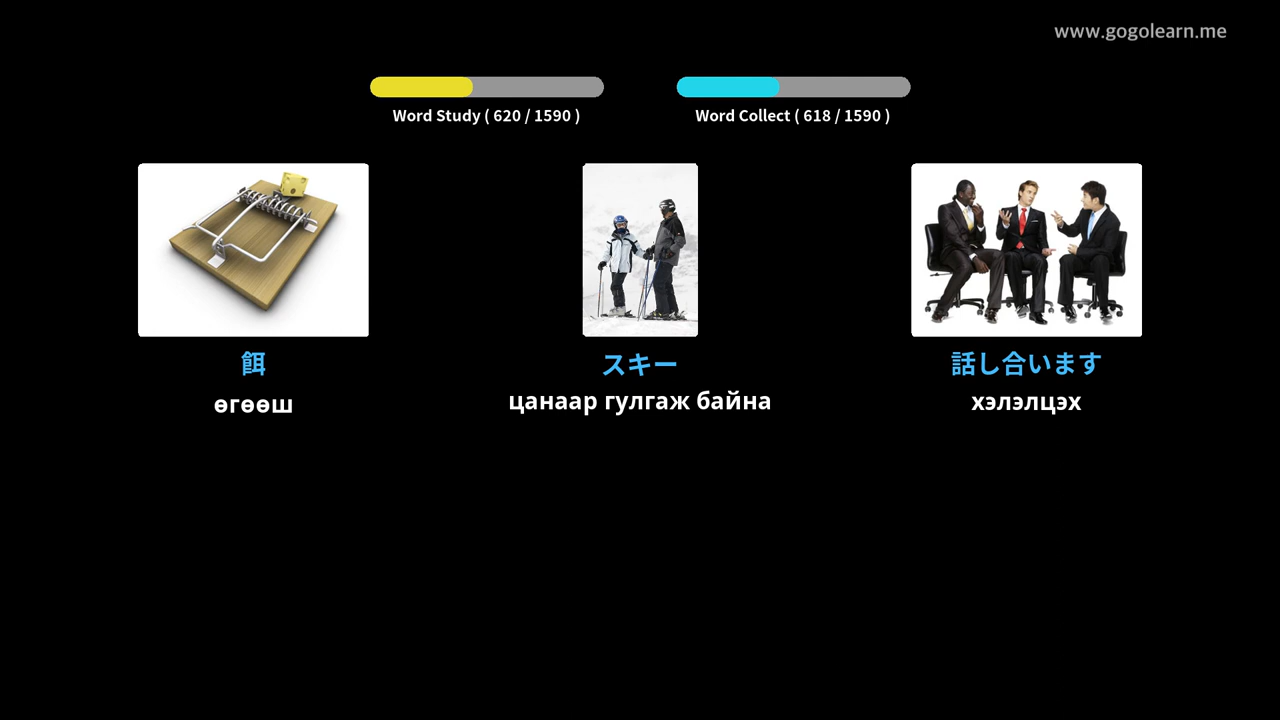 www.gogolearn.me
Word Study ( 620 / 1590 )
Word Collect ( 618 / 1590 )
餌
スキー
話し合います
өгөөш
цанаар гулгаж байна
хэлэлцэх